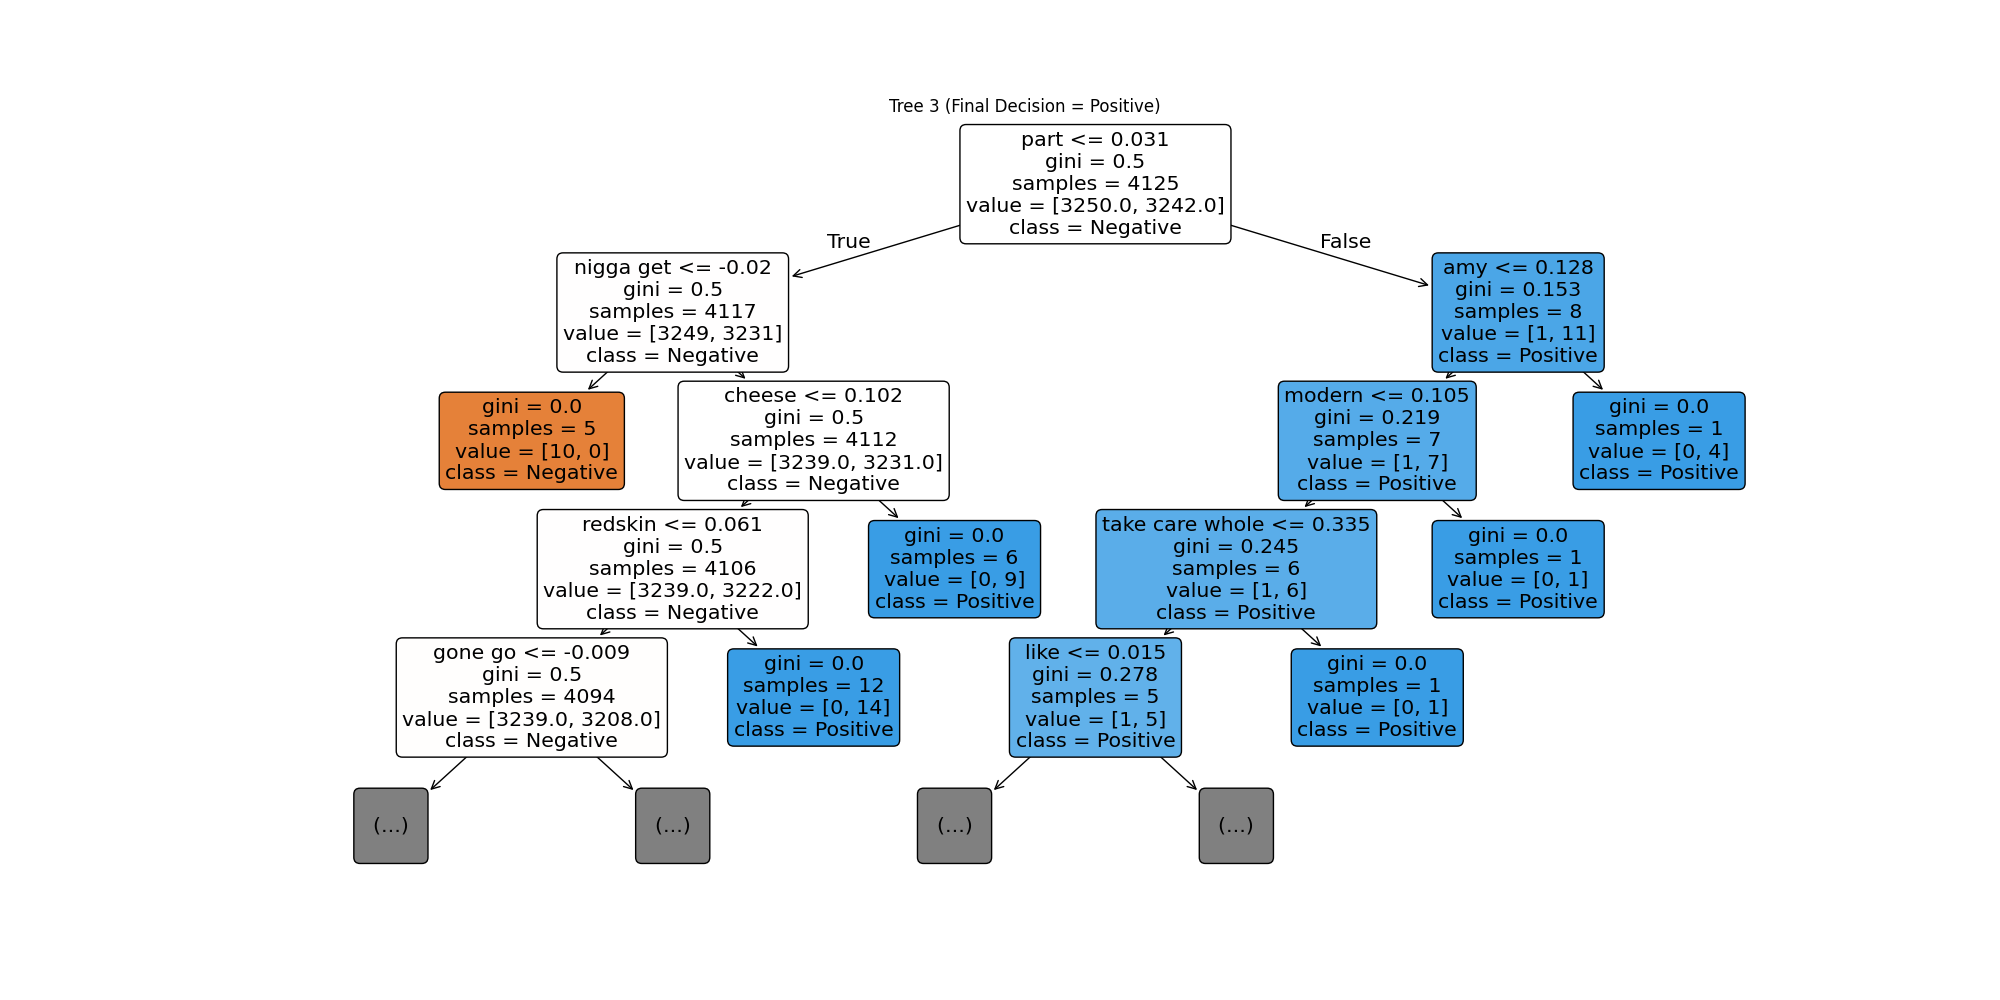 Tree 3 (Final Decision = Positive)
part <= 0.031
gini = 0.5
samples = 4125
value = [3250.0, 3242.0]
class = Negative
True
False
nigga get <= -0.02
gini = 0.5
samples = 4117
value = [3249, 3231]
class = Negative
amy <= 0.128
gini = 0.153
samples = 8
value = [1, 11]
class = Positive
gini = 0.0
samples = 5
value = [10, 0]
class = Negative
cheese <= 0.102
gini = 0.5
samples = 4112
value = [3239.0, 3231.0]
class = Negative
modern <= 0.105
gini = 0.219
samples = 7
value = [1, 7]
class = Positive
gini = 0.0
samples = 1
value = [0, 4]
class = Positive
redskin <= 0.061
gini = 0.5
samples = 4106
value = [3239.0, 3222.0]
class = Negative
gini = 0.0
samples = 6
value = [0, 9]
class = Positive
take care whole <= 0.335
gini = 0.245
samples = 6
value = [1, 6]
class = Positive
gini = 0.0
samples = 1
value = [0, 1]
class = Positive
gone go <= -0.009
gini = 0.5
samples = 4094
value = [3239.0, 3208.0]
class = Negative
gini = 0.0
samples = 12
value = [0, 14]
class = Positive
like <= 0.015
gini = 0.278
samples = 5
value = [1, 5]
class = Positive
gini = 0.0
samples = 1
value = [0, 1]
class = Positive
(...)
(...)
(...)
(...)